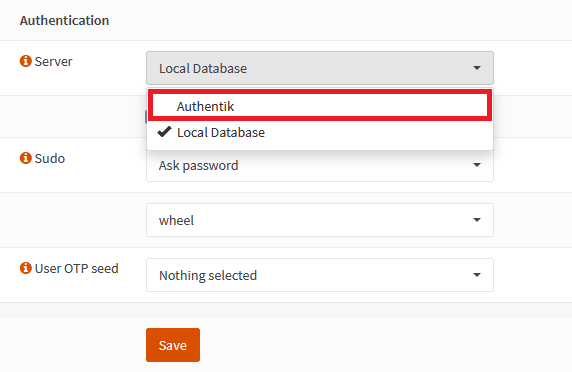 Authentication
Server
Local Database
Authentik
Local Database
Sudo
Ask password
wheel
User OTP seed
Nothing selected
Save